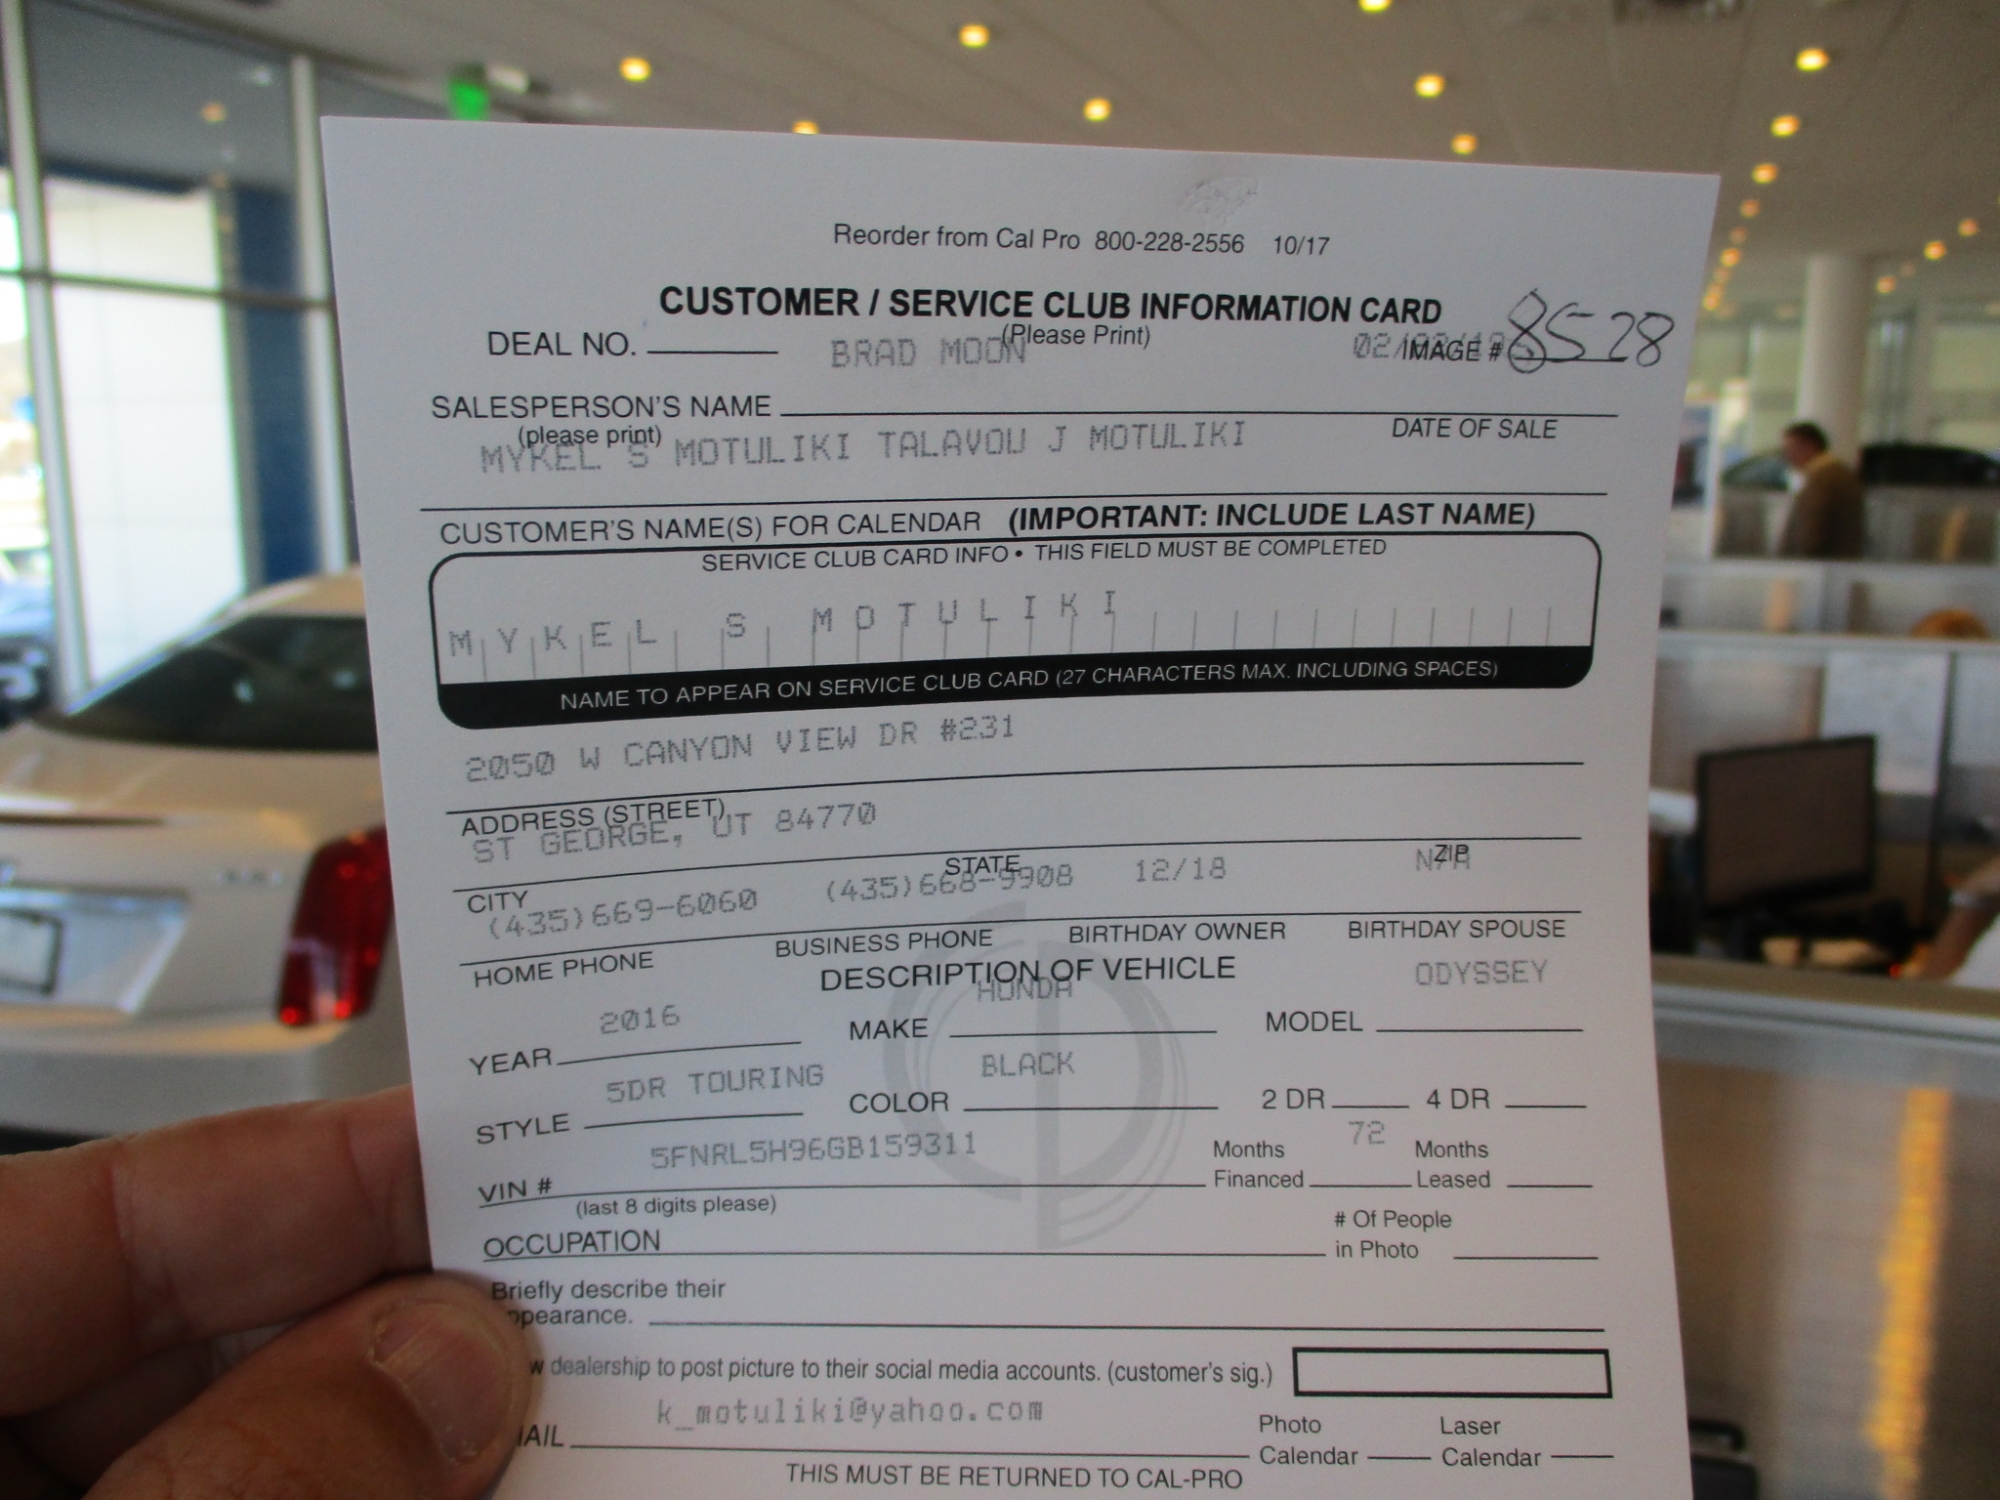 Reorder from Cal Pro 800-228-2556 10/17
CUSTOMER / SERVICE CLUB INFORMATION CARD
(Please Print)
DEAL NO. BRAD MOON IMAGE # 8528
SALESPERSON'S NAME
(please print) DATE OF SALE
MYKEL S MOTULIKI TALAVOU J MOTULIKI
CUSTOMER'S NAME(S) FOR CALENDAR (IMPORTANT: INCLUDE LAST NAME)
SERVICE CLUB CARD INFO • THIS FIELD MUST BE COMPLETED
MYKEL S MOTULIKI
NAME TO APPEAR ON SERVICE CLUB CARD (27 CHARACTERS MAX. INCLUDING SPACES)
2050 W CANYON VIEW DR #231
ADDRESS (STREET)
ST GEORGE, UT 84770
CITY STATE ZIP
(435)669-6060 (435)668-9908 12/18 N/A
HOME PHONE BUSINESS PHONE BIRTHDAY OWNER BIRTHDAY SPOUSE
DESCRIPTION OF VEHICLE
2016 HONDA ODYSSEY
YEAR MAKE MODEL
5DR TOURING BLACK
STYLE COLOR 2 DR 4 DR
5FNRL5H96GB159311 Months 72 Months
VIN # Financed Leased
(last 8 digits please)
OCCUPATION # Of People
in Photo
Briefly describe their
ppearance.
w dealership to post picture to their social media accounts. (customer's sig.)
k_motuliki@yahoo.com Photo Laser
AIL Calendar Calendar
THIS MUST BE RETURNED TO CAL-PRO